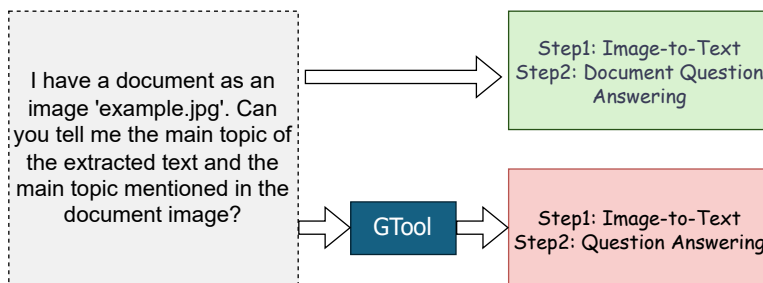 I have a document as an
image 'example.jpg'. Can
you tell me the main topic of
the extracted text and the
main topic mentioned in the
document image?
Step1: Image-to-Text
Step2: Document Question
Answering
GTool
Step1: Image-to-Text
Step2: Question Answering